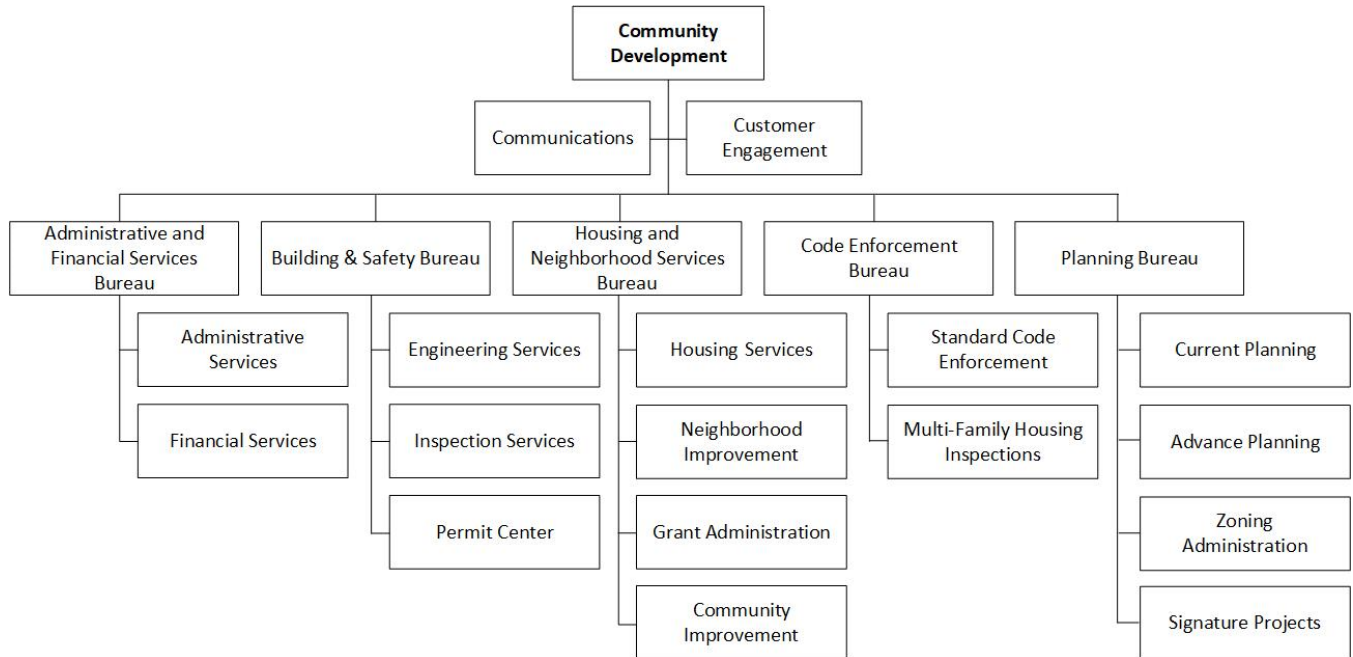 Community
Development
Communications
Customer
Engagement
Administrative and
Financial Services
Bureau
Building & Safety Bureau
Housing and
Neighborhood Services
Bureau
Code Enforcement
Bureau
Planning Bureau
Administrative
Services
Financial Services
Engineering Services
Inspection Services
Permit Center
Housing Services
Neighborhood
Improvement
Grant Administration
Community
Improvement
Standard Code
Enforcement
Multi-Family Housing
Inspections
Current Planning
Advance Planning
Zoning
Administration
Signature Projects